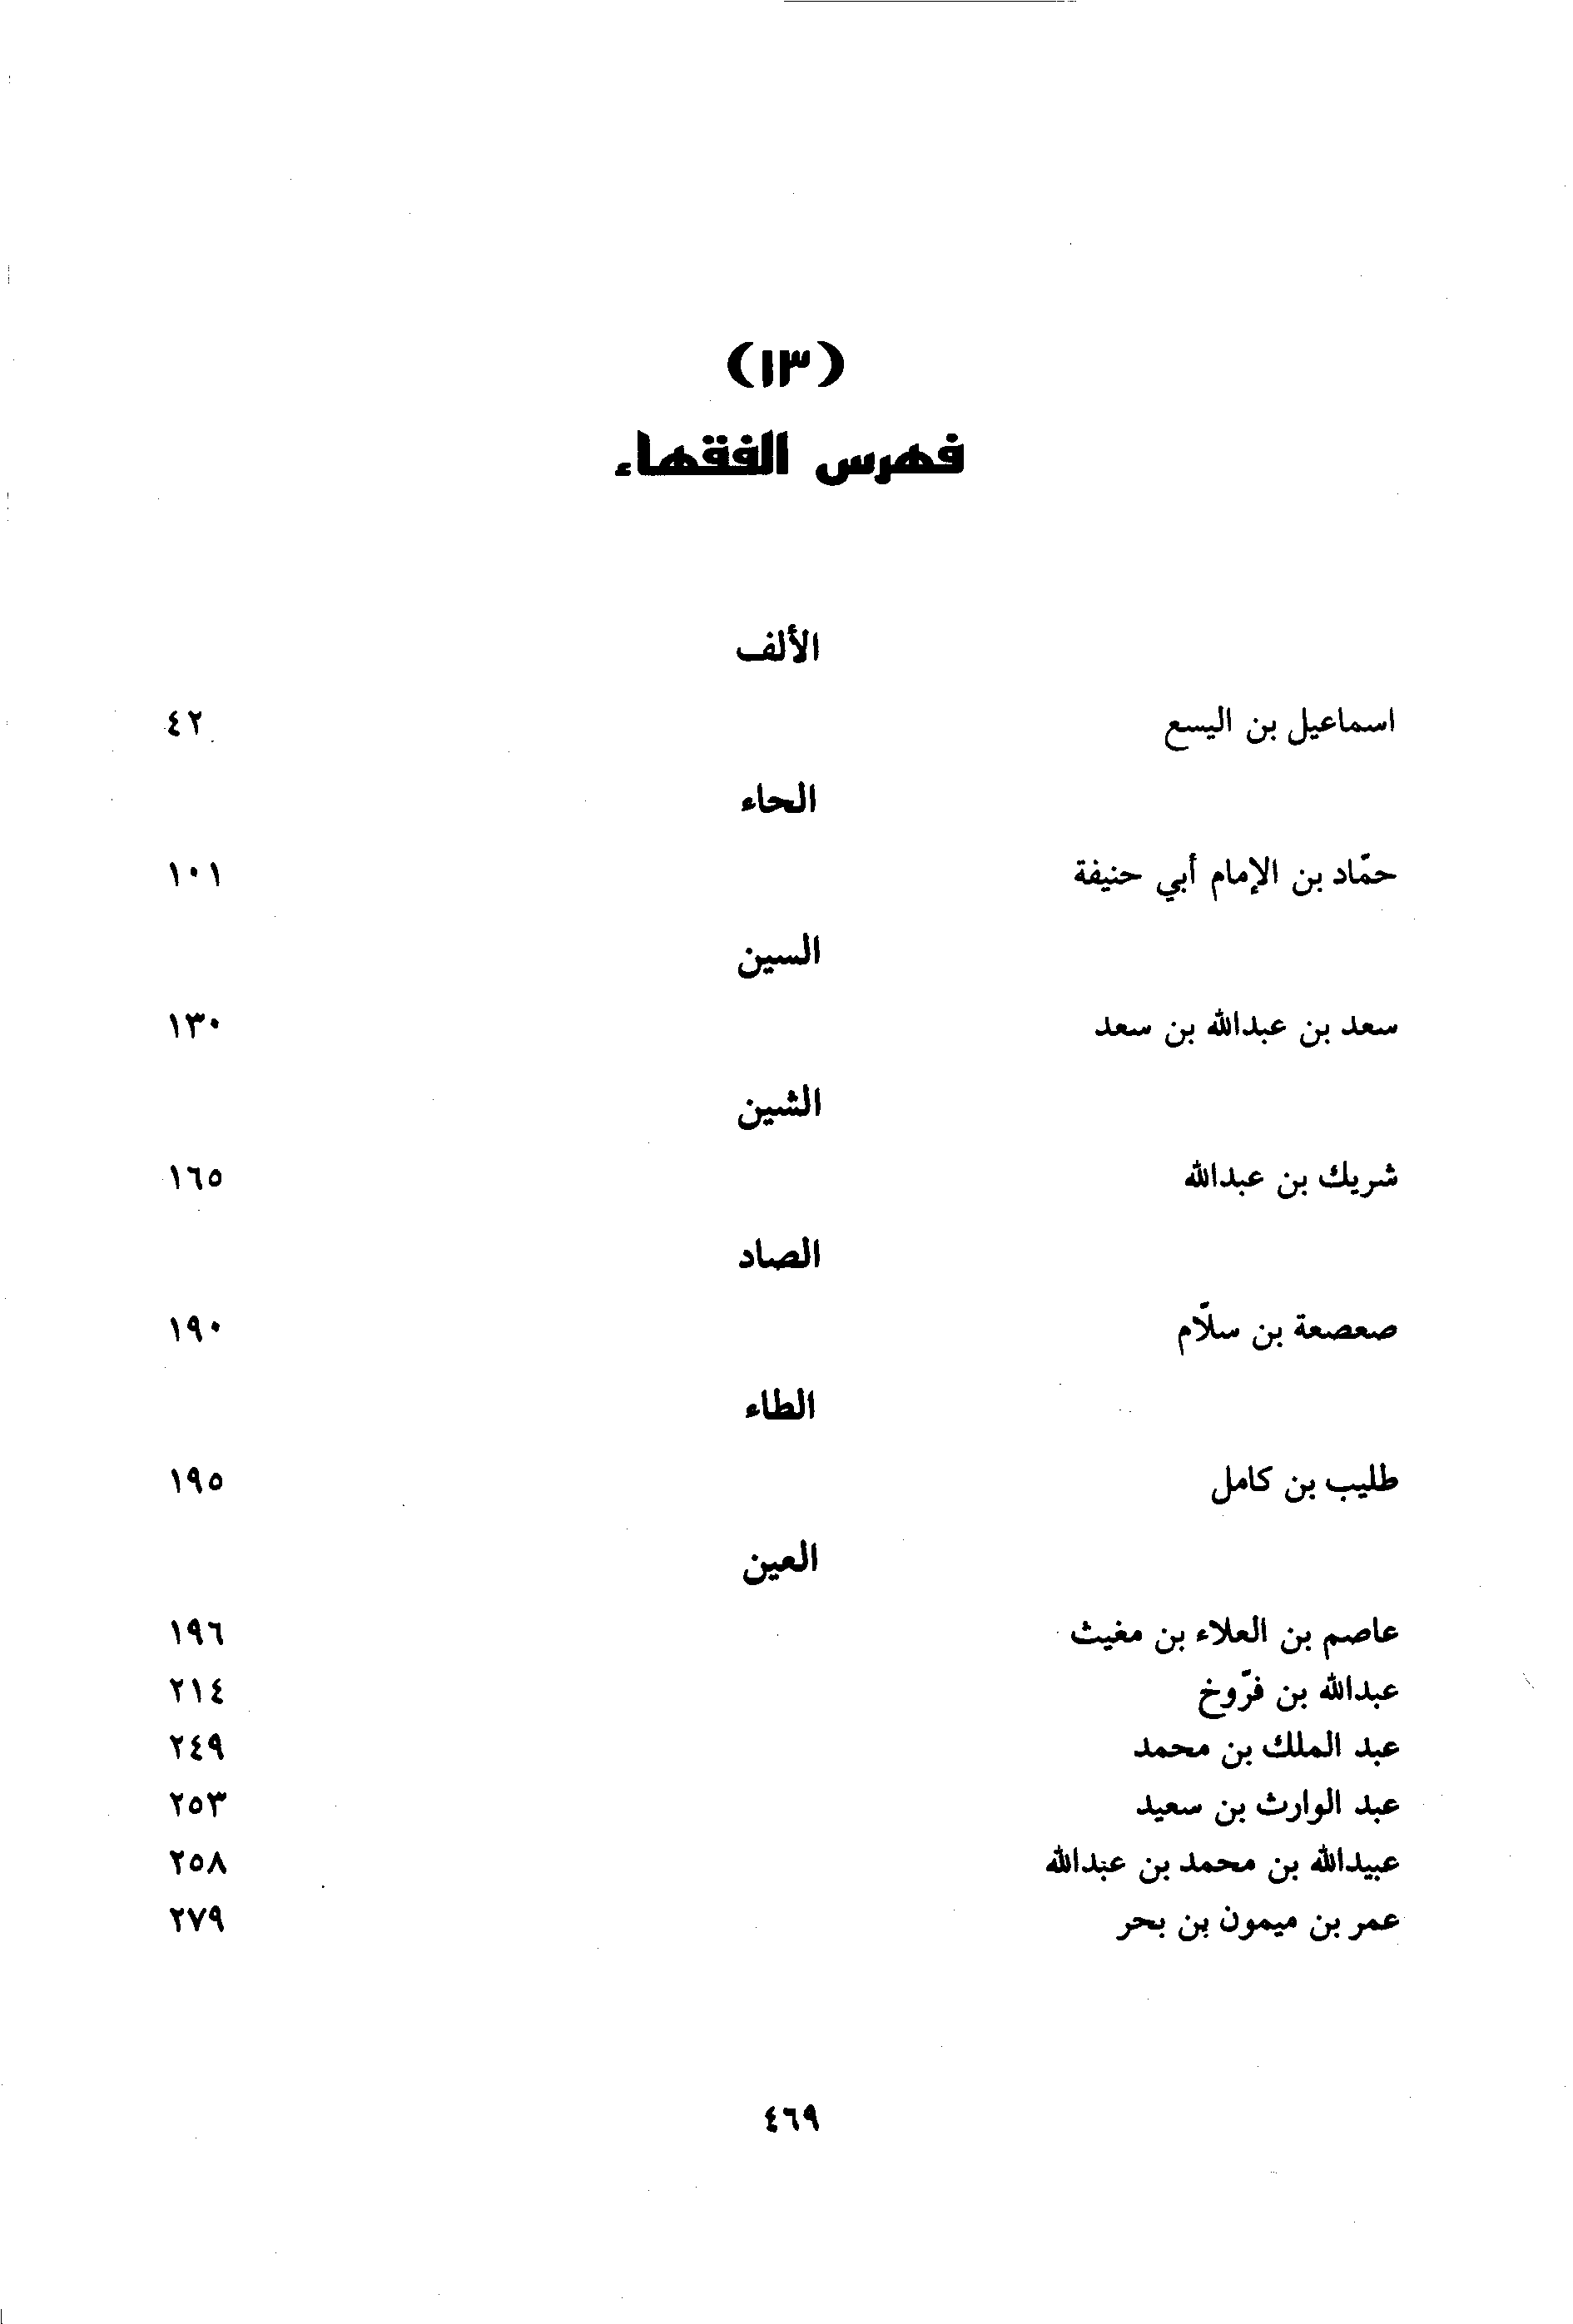 (١٣)
فهرس الفقهاء
الألف
اسماعيل بن اليسع ٤٢
الحاء
حمّاد بن الإمام أبي حنيفة ١٠١
السين
سعد بن عبدالله بن سعد ١٣٠
الشين
شريك بن عبدالله ١٦٥
الصاد
صعصعة بن سلّام ١٩٠
الطاء
طليب بن كامل ١٩٥
العين
عاصم بن العلاء بن مغيث ١٩٦
عبدالله بن فرّوخ ٢١٤
عبد الملك بن محمد ٢٤٩
عبد الوارث بن سعيد ٢٥٣
عبيدالله بن محمد بن عبدالله ٢٥٨
عمر بن ميمون بن بحر ٢٧٩
٤٦٩